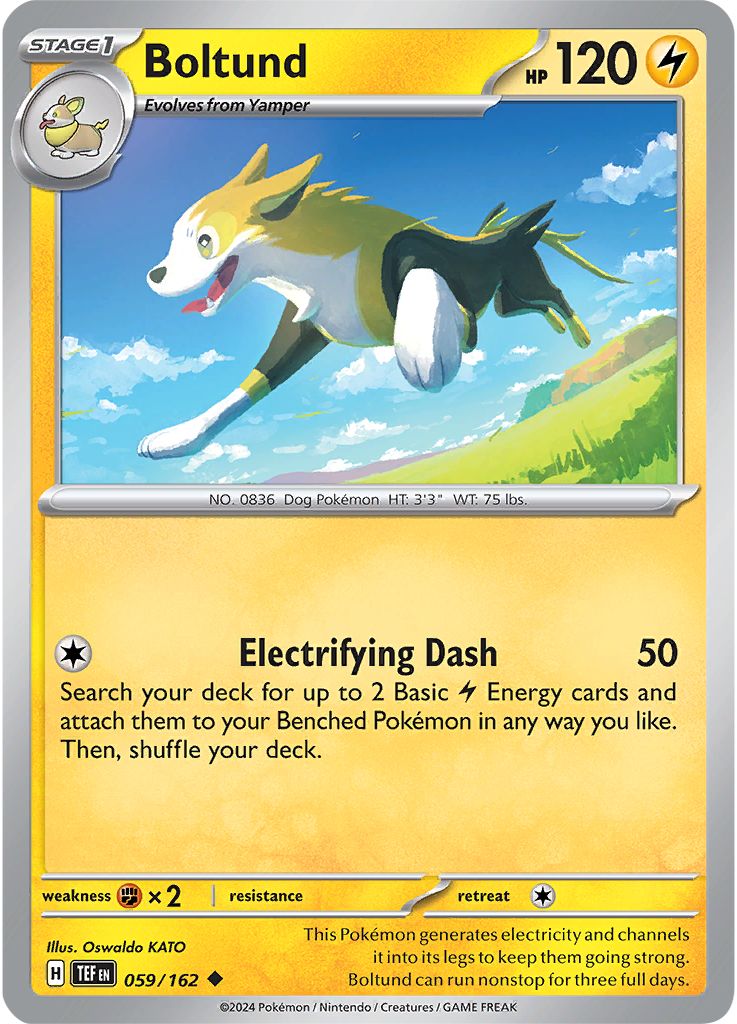 STAGE1
Boltund
HP 120
Evolves from Yamper
NO. 0836 Dog Pokémon HT: 3'3" WT: 75 lbs.
Electrifying Dash 50
Search your deck for up to 2 Basic Energy cards and
attach them to your Benched Pokémon in any way you like.
Then, shuffle your deck.
weakness ×2 resistance retreat
Illus. Oswaldo KATO
H TEF EN 059/162
This Pokémon generates electricity and channels
it into its legs to keep them going strong.
Boltund can run nonstop for three full days.
©2024 Pokémon / Nintendo / Creatures / GAME FREAK